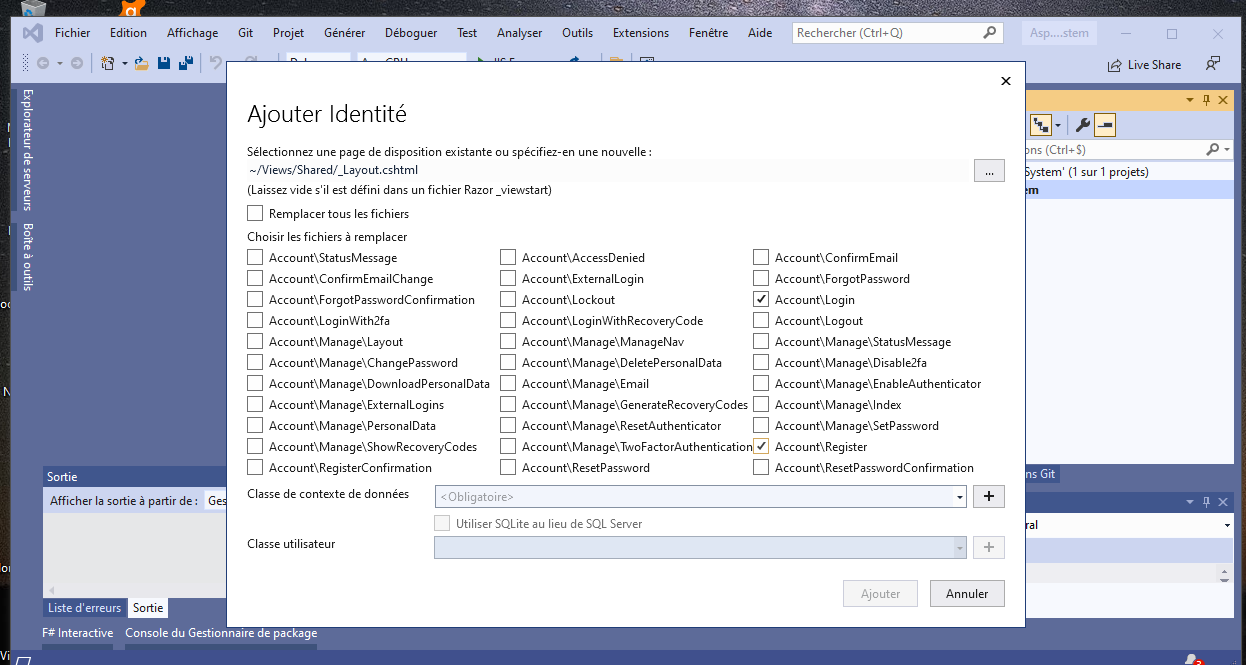 Fichier Edition Affichage Git Projet Générer Déboguer Test Analyser Outils Extensions Fenêtre Aide Rechercher (Ctrl+Q) Asp....stem
Live Share
Explorateur de serveurs
Boîte à outils
Ajouter Identité
Sélectionnez une page de disposition existante ou spécifiez-en une nouvelle :
~/Views/Shared/_Layout.cshtml ...
(Laissez vide s'il est défini dans un fichier Razor _viewstart)
Remplacer tous les fichiers
Choisir les fichiers à remplacer
Account\StatusMessage Account\AccessDenied Account\ConfirmEmail
Account\ConfirmEmailChange Account\ExternalLogin Account\ForgotPassword
Account\ForgotPasswordConfirmation Account\Lockout Account\Login
Account\LoginWith2fa Account\LoginWithRecoveryCode Account\Logout
Account\Manage\Layout Account\Manage\ManageNav Account\Manage\StatusMessage
Account\Manage\ChangePassword Account\Manage\DeletePersonalData Account\Manage\Disable2fa
Account\Manage\DownloadPersonalData Account\Manage\Email Account\Manage\EnableAuthenticator
Account\Manage\ExternalLogins Account\Manage\GenerateRecoveryCodes Account\Manage\Index
Account\Manage\PersonalData Account\Manage\ResetAuthenticator Account\Manage\SetPassword
Account\Manage\ShowRecoveryCodes Account\Manage\TwoFactorAuthentication Account\Register
Account\RegisterConfirmation Account\ResetPassword Account\ResetPasswordConfirmation
Classe de contexte de données <Obligatoire>
Utiliser SQLite au lieu de SQL Server
Classe utilisateur
Ajouter Annuler
ons (Ctrl+$)
System' (1 sur 1 projets)
em
ns Git
ral
Sortie
Afficher la sortie à partir de : Ges
Liste d'erreurs Sortie
F# Interactive Console du Gestionnaire de package